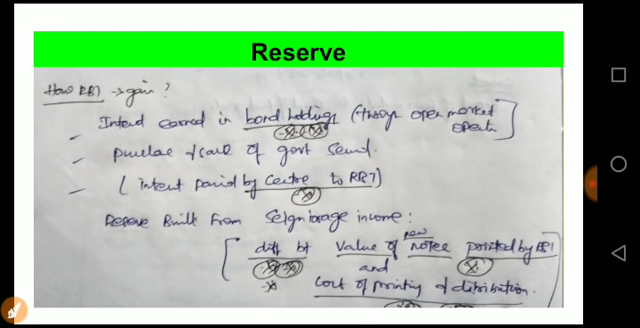 Reserve
How RBI → gain?
- Interest earned in bond holdings (through open market
operatn
- purchase / sale of govt Secu.
- (interest paid by centre to RBI)
Reserve Built from Seigniorage income:
diff bt value of new notes printed by RBI
and
cost of printing & distribution.